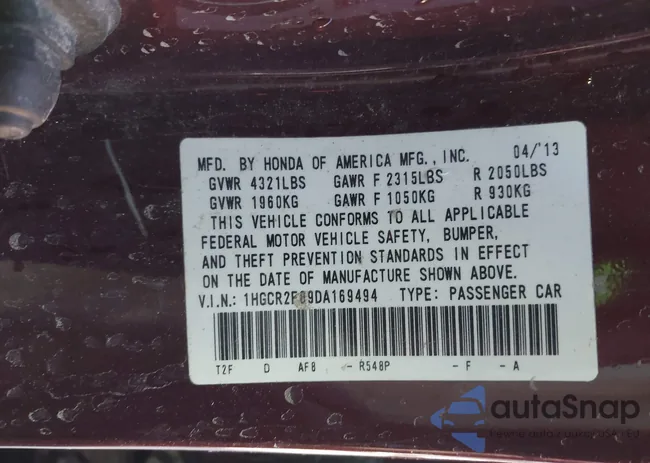 MFD. BY HONDA OF AMERICA MFG., INC. 04/'13
GVWR 4321LBS GAWR F 2315LBS R 2050LBS
GVWR 1960KG GAWR F 1050KG R 930KG
THIS VEHICLE CONFORMS TO ALL APPLICABLE
FEDERAL MOTOR VEHICLE SAFETY, BUMPER,
AND THEFT PREVENTION STANDARDS IN EFFECT
ON THE DATE OF MANUFACTURE SHOWN ABOVE.
V.I.N.: TYPE: PASSENGER CAR
T2F D AF8 - R548P - F - A
autaSnap